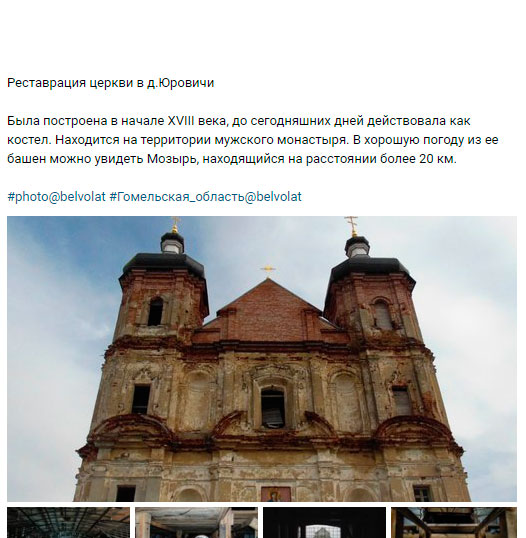 Реставрация церкви в д.Юровичи
Была построена в начале XVIII века, до сегодняшних дней действовала как
костел. Находится на территории мужского монастыря. В хорошую погоду из ее
башен можно увидеть Мозырь, находящийся на расстоянии более 20 км.
#photo@belvolat #Гомельская_область@belvolat